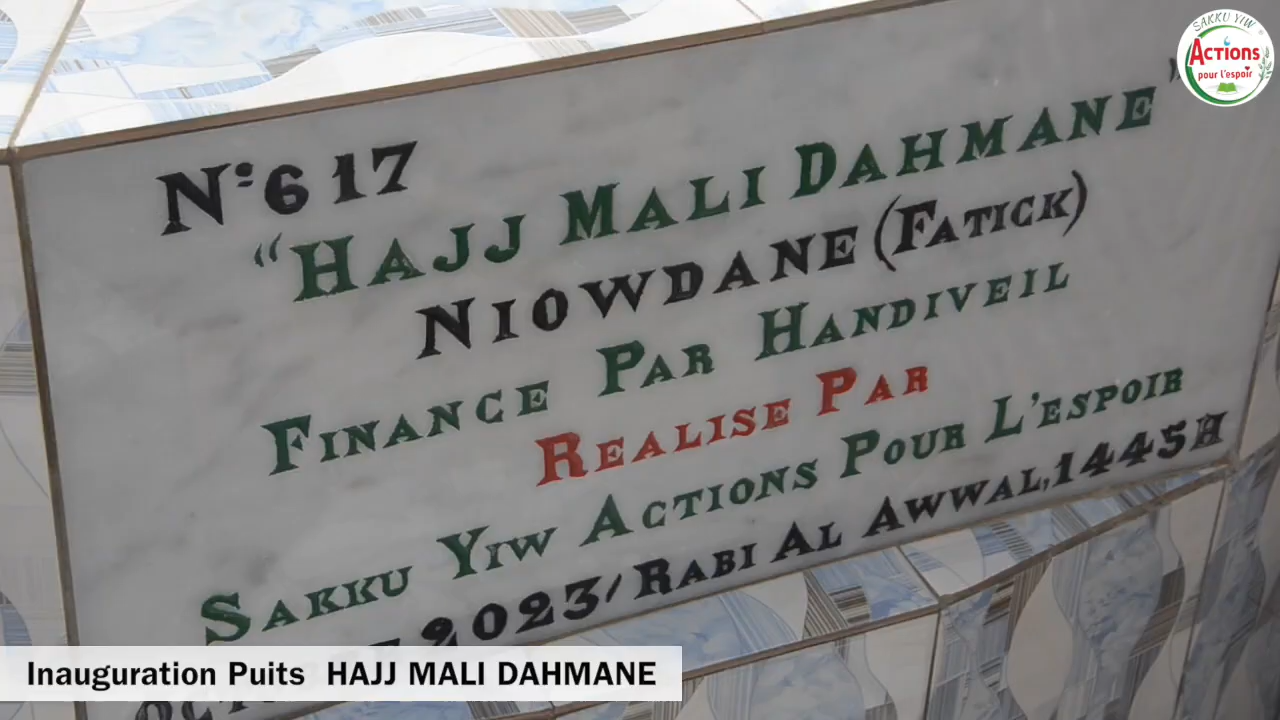 SAKKU YIW
ACTIONS
pour l'espoir
N° 617
"HAJJ MALI DAHMANE"
NIOWDANE (FATICK)
FINANCE PAR HANDIVEIL
REALISE PAR
SAKKU YIW ACTIONS POUR L'ESPOIR
2023/RABI AL AWWAL,1445H
Inauguration Puits HAJJ MALI DAHMANE